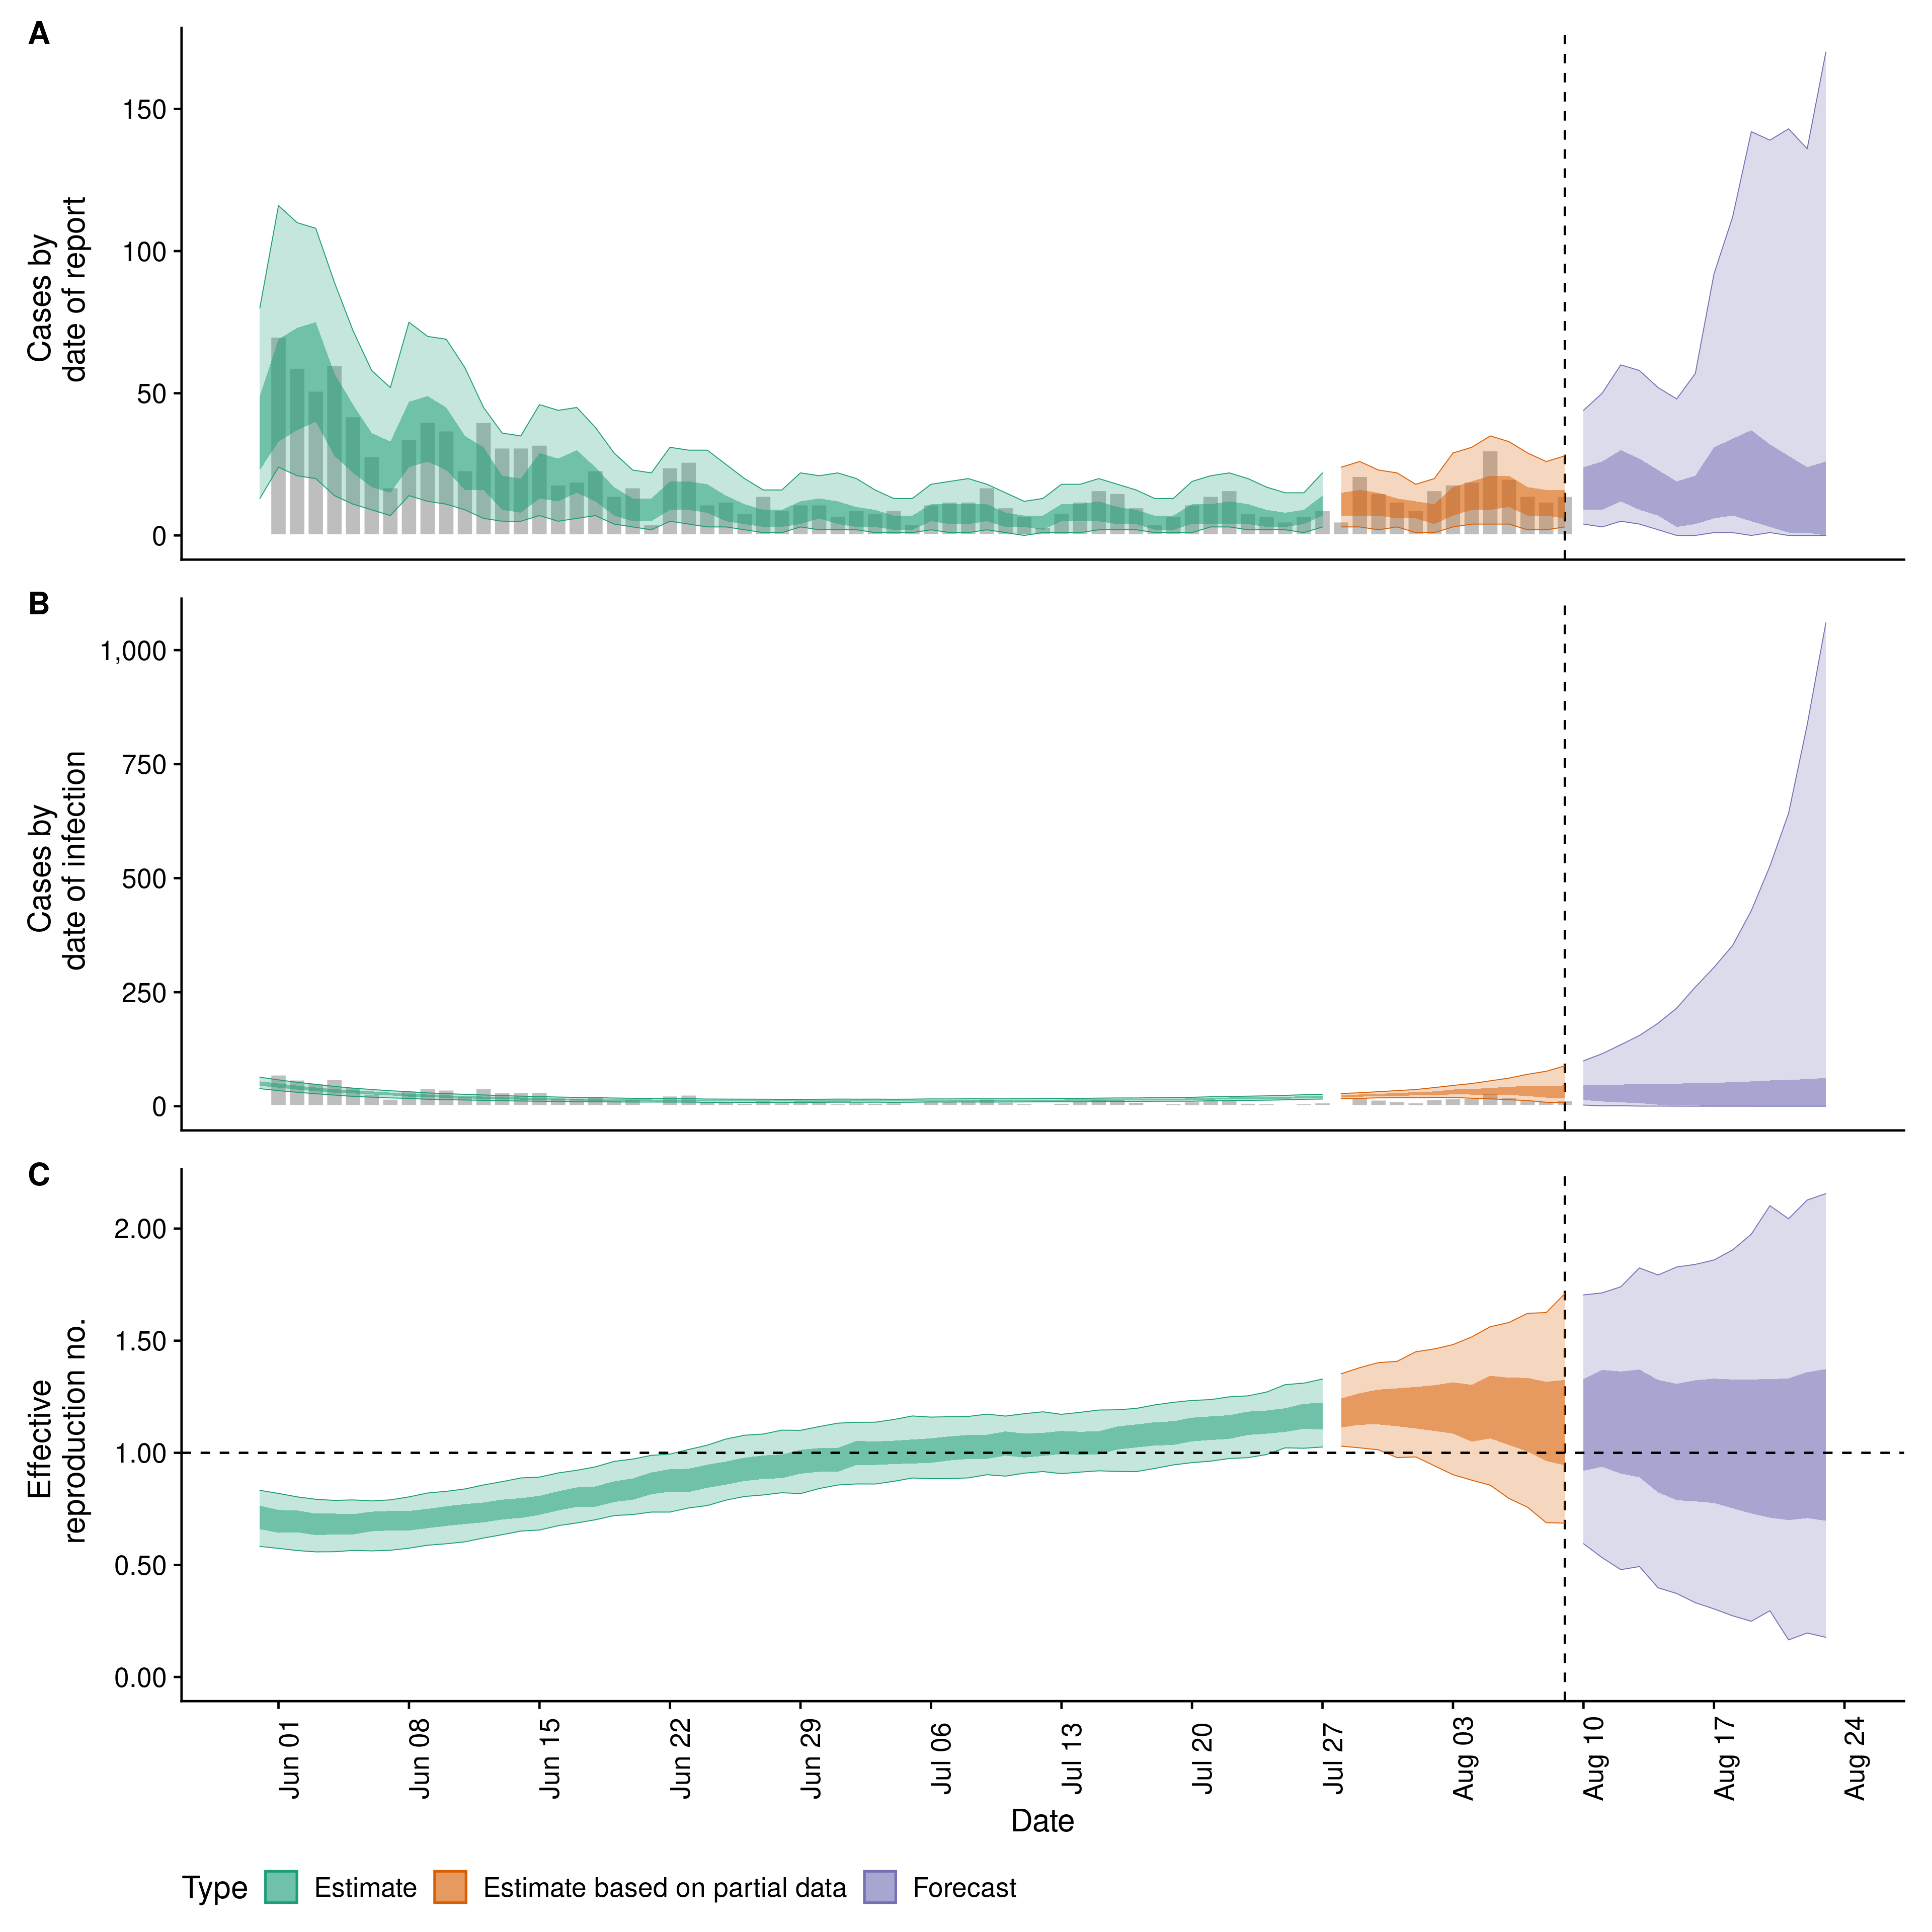 A
Cases by
date of report
150
100
50
0
B
Cases by
date of infection
1,000
750
500
250
0
C
Effective
reproduction no.
2.00
1.50
1.00
0.50
0.00
Jun 01
Jun 08
Jun 15
Jun 22
Jun 29
Jul 06
Jul 13
Jul 20
Jul 27
Aug 03
Aug 10
Aug 17
Aug 24
Date
Type Estimate Estimate based on partial data Forecast